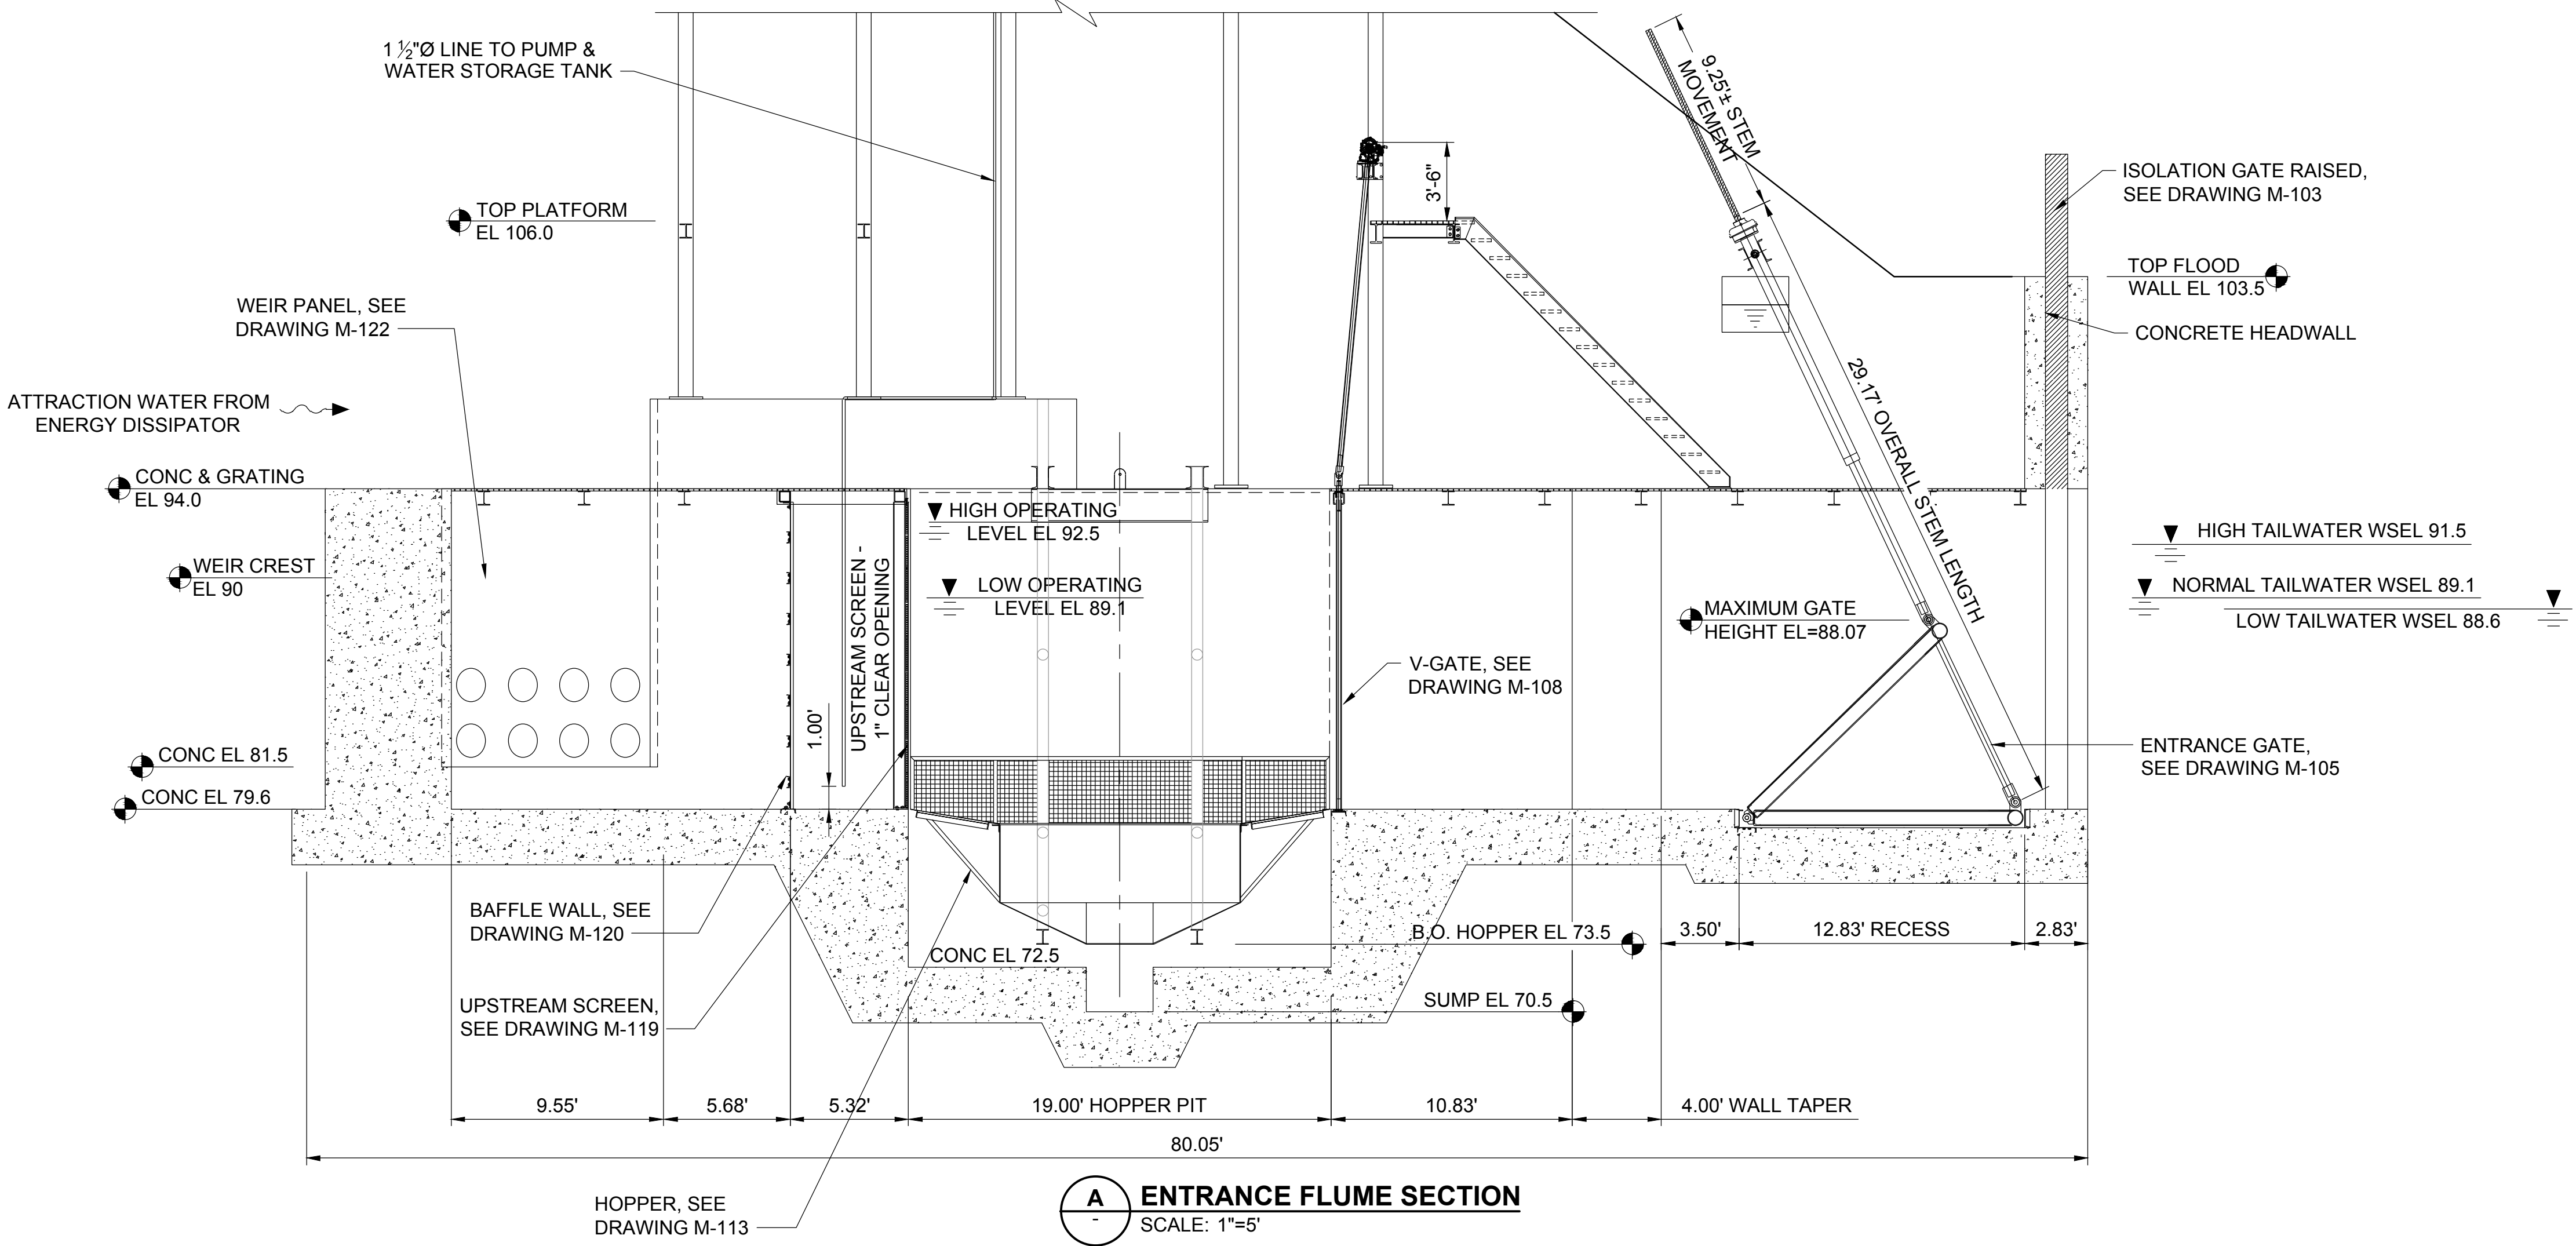 1 ½"Ø LINE TO PUMP &
WATER STORAGE TANK
9.25'± STEM
MOVEMENT
3'-6"
ISOLATION GATE RAISED,
SEE DRAWING M-103
TOP PLATFORM
EL 106.0
TOP FLOOD
WALL EL 103.5
WEIR PANEL, SEE
DRAWING M-122
CONCRETE HEADWALL
ATTRACTION WATER FROM
ENERGY DISSIPATOR
29.17' OVERALL STEM LENGTH
CONC & GRATING
EL 94.0
HIGH OPERATING
LEVEL EL 92.5
HIGH TAILWATER WSEL 91.5
WEIR CREST
EL 90
UPSTREAM SCREEN -
1" CLEAR OPENING
LOW OPERATING
LEVEL EL 89.1
NORMAL TAILWATER WSEL 89.1
LOW TAILWATER WSEL 88.6
MAXIMUM GATE
HEIGHT EL=88.07
V-GATE, SEE
DRAWING M-108
1.00'
CONC EL 81.5
CONC EL 79.6
ENTRANCE GATE,
SEE DRAWING M-105
BAFFLE WALL, SEE
DRAWING M-120
B.O. HOPPER EL 73.5
3.50'
12.83' RECESS
2.83'
CONC EL 72.5
UPSTREAM SCREEN,
SEE DRAWING M-119
SUMP EL 70.5
9.55'
5.68'
5.32'
19.00' HOPPER PIT
10.83'
4.00' WALL TAPER
80.05'
HOPPER, SEE
DRAWING M-113
A
-
ENTRANCE FLUME SECTION
SCALE: 1"=5'